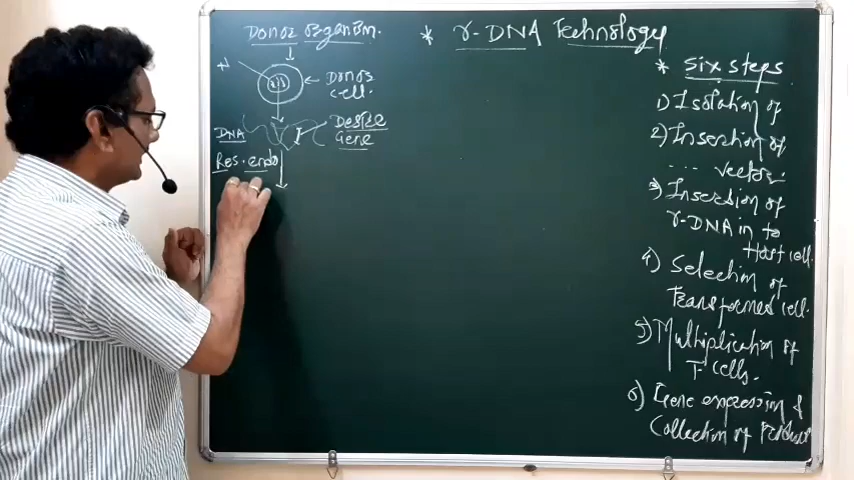 Donor organism.
* r-DNA Technology
Donor
cell.
DNA
Desire
Gene
Res. endo
* Six steps
1) Isolation of
2) Insertion of
... vector.
3) Insertion of
r-DNA in to
Host cell.
4) Selection of
Transformed cell.
5) Multiplication of
T cells.
6) Gene expression &
Collection of Product